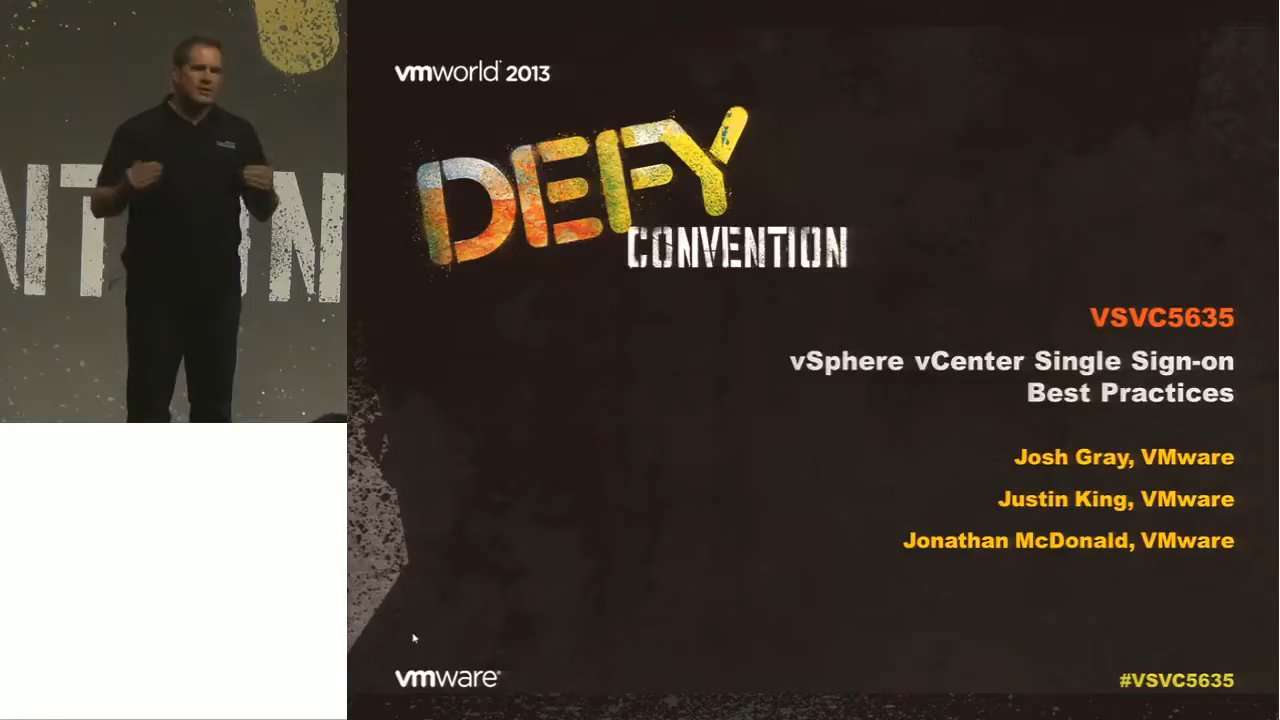 NTION
vmworld 2013
DEFY
CONVENTION
VSVC5635
vSphere vCenter Single Sign-on
Best Practices
Josh Gray, VMware
Justin King, VMware
Jonathan McDonald, VMware
vmware
#VSVC5635